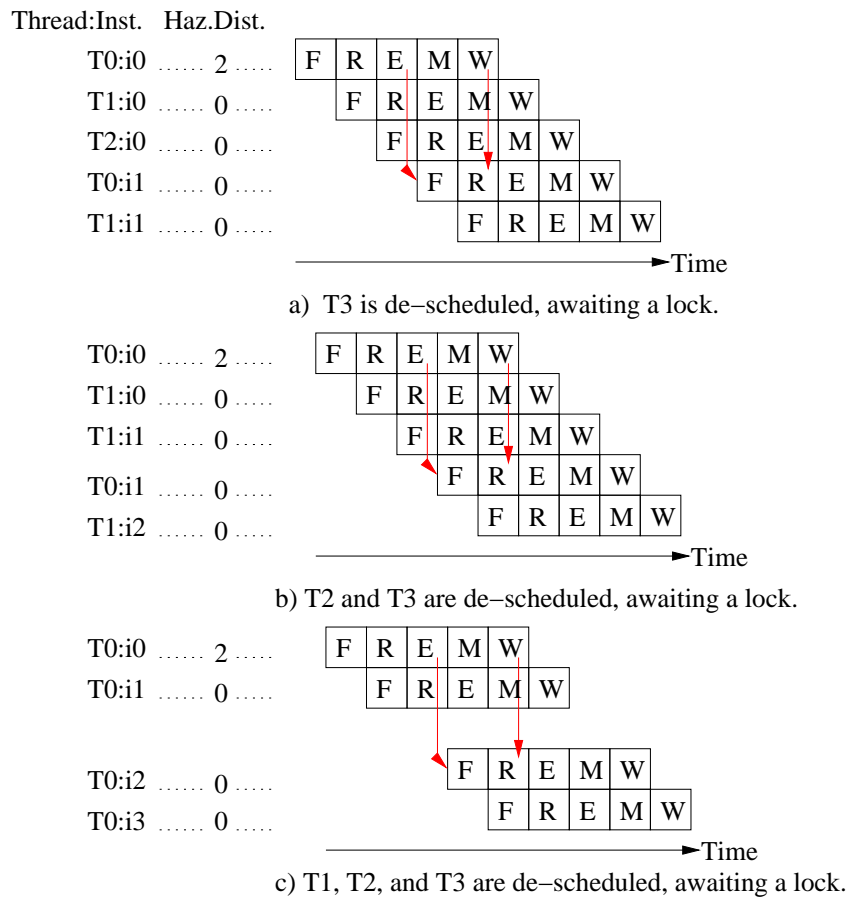 Thread:Inst. Haz.Dist.
T0:i0 ...... 2 ..... F R E M W
T1:i0 ...... 0 ..... F R E M W
T2:i0 ...... 0 ..... F R E M W
T0:i1 ...... 0 ..... F R E M W
T1:i1 ...... 0 ..... F R E M W
Time
a) T3 is de−scheduled, awaiting a lock.
T0:i0 ...... 2 ..... F R E M W
T1:i0 ...... 0 ..... F R E M W
T1:i1 ...... 0 ..... F R E M W
T0:i1 ...... 0 ..... F R E M W
T1:i2 ...... 0 ..... F R E M W
Time
b) T2 and T3 are de−scheduled, awaiting a lock.
T0:i0 ...... 2 ..... F R E M W
T0:i1 ...... 0 ..... F R E M W
T0:i2 ...... 0 ..... F R E M W
T0:i3 ...... 0 ..... F R E M W
Time
c) T1, T2, and T3 are de−scheduled, awaiting a lock.